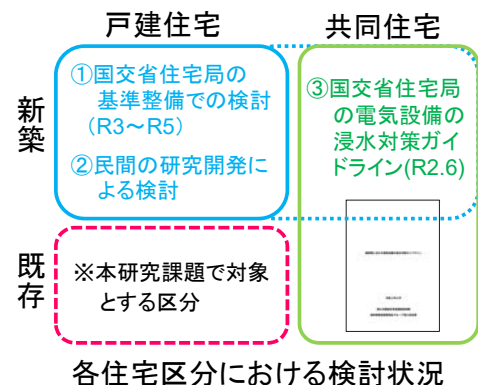 戸建住宅
共同住宅
新築
①国交省住宅局の
基準整備での検討
(R3～R5)
②民間の研究開発に
よる検討
③国交省住宅局
の電気設備の
浸水対策ガイ
ドライン(R2.6)
既存
※本研究課題で対象
とする区分
各住宅区分における検討状況